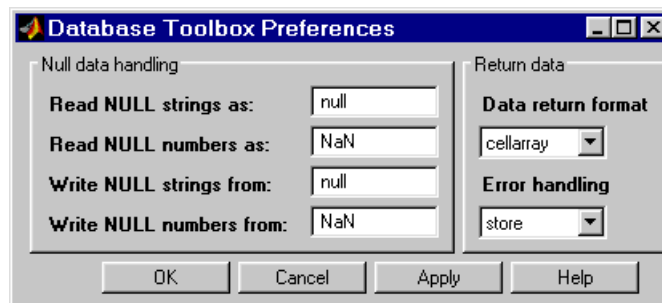 Database Toolbox Preferences
Null data handling
Read NULL strings as: null
Read NULL numbers as: NaN
Write NULL strings from: null
Write NULL numbers from: NaN
Return data
Data return format
cellarray
Error handling
store
OK Cancel Apply Help